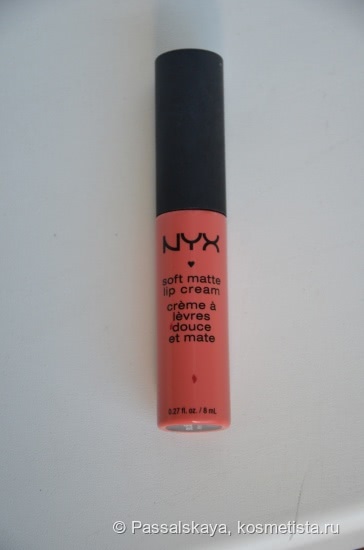 NYX
soft matte
lip cream
crème à
lèvres
douce
et mate
0.27 fl. oz. / 8 mL
© Passalskaya, kosmetista.ru